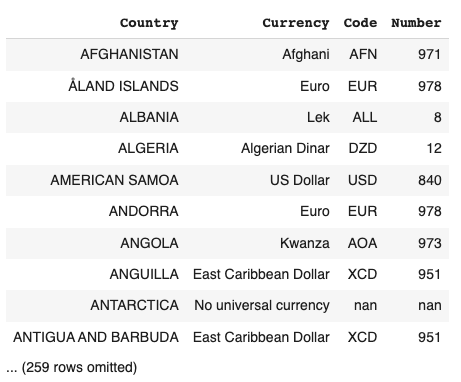 Country Currency Code Number
AFGHANISTAN Afghani AFN 971
ÅLAND ISLANDS Euro EUR 978
ALBANIA Lek ALL 8
ALGERIA Algerian Dinar DZD 12
AMERICAN SAMOA US Dollar USD 840
ANDORRA Euro EUR 978
ANGOLA Kwanza AOA 973
ANGUILLA East Caribbean Dollar XCD 951
ANTARCTICA No universal currency nan nan
ANTIGUA AND BARBUDA East Caribbean Dollar XCD 951
... (259 rows omitted)